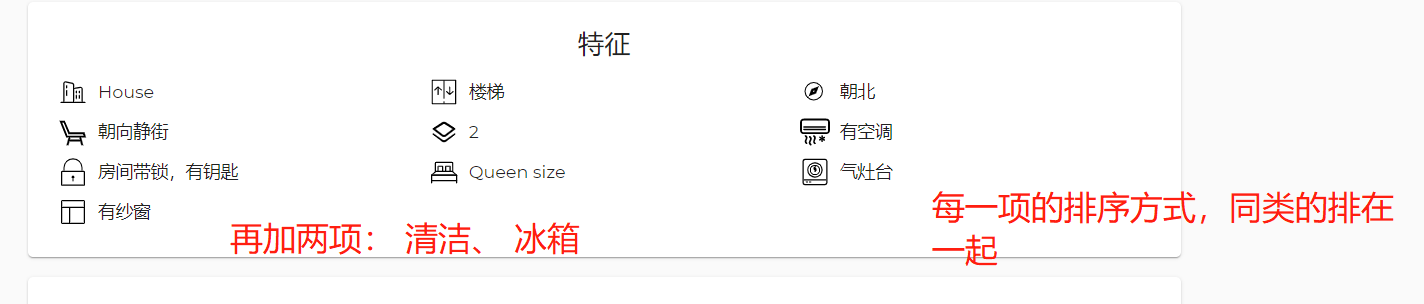 特征
House
楼梯
朝北
朝向静街
2
有空调
房间带锁，有钥匙
Queen size
气灶台
有纱窗
再加两项： 清洁、 冰箱
每一项的排序方式，同类的排在
一起